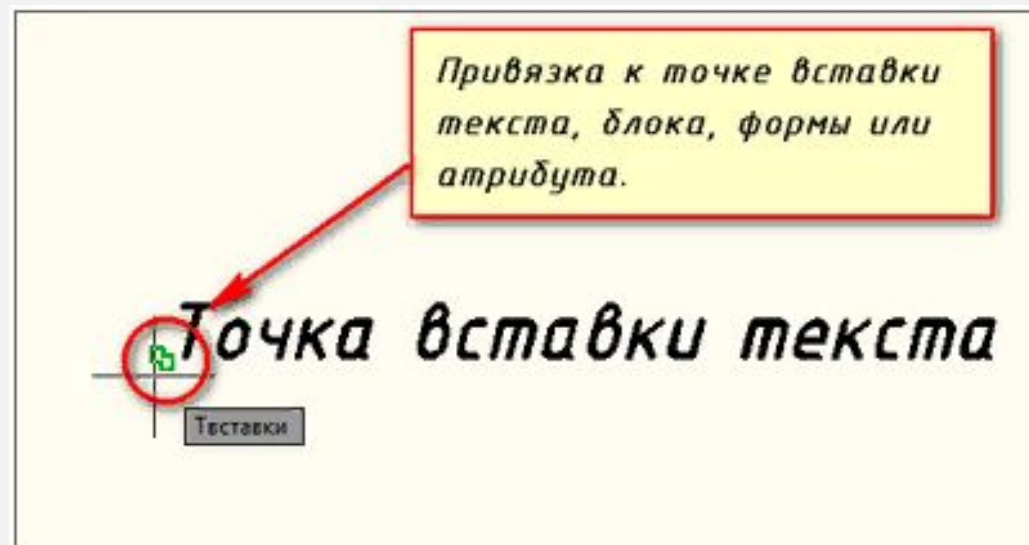 Привязка к точке вставки
текста, блока, формы или
атрибута.
Точка вставки текста
Твставки